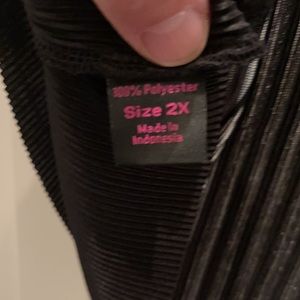 100% Polyester
Size 2X
Made in
Indonesia